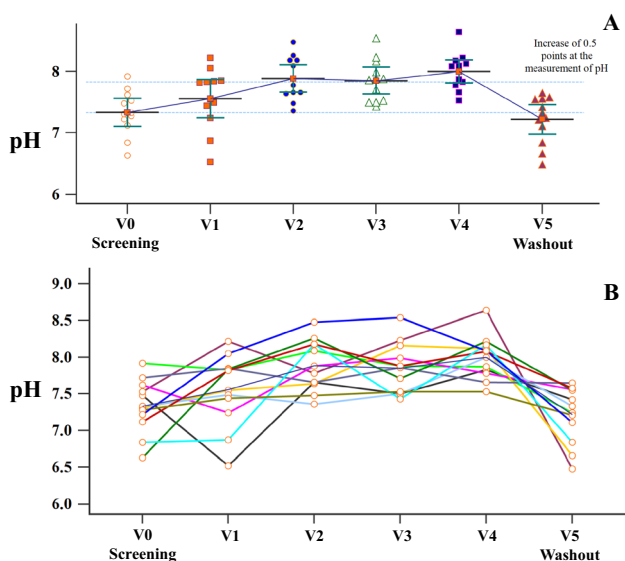 A
Increase of 0.5
points at the
measurement of pH
8
7
6
pH
V0
V1
V2
V3
V4
V5
Screening
Washout
B
9.0
8.5
8.0
7.5
7.0
6.5
6.0
pH
V0
V1
V2
V3
V4
V5
Screening
Washout